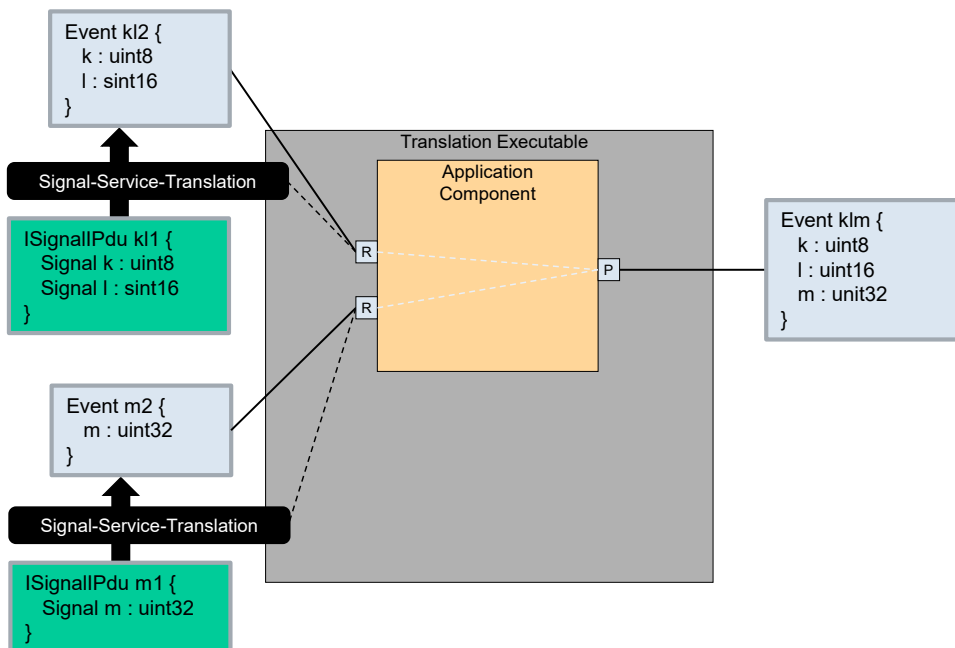 Event kl2 {
k : uint8
l : sint16
}
Signal-Service-Translation
ISignalIPdu kl1 {
Signal k : uint8
Signal l : sint16
}
Event m2 {
m : uint32
}
Signal-Service-Translation
ISignalIPdu m1 {
Signal m : uint32
}
Translation Executable
Application
Component
R
R
P
Event klm {
k : uint8
l : uint16
m : unit32
}